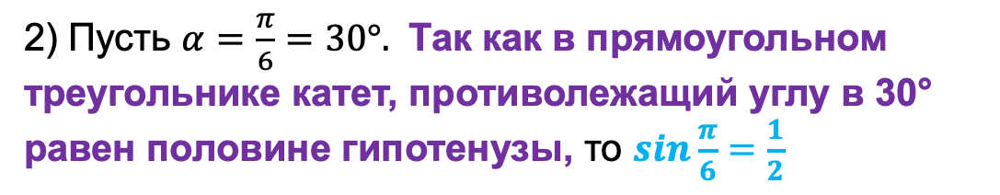 2) Пусть α = π/6 = 30°. Так как в прямоугольном
треугольнике катет, противолежащий углу в 30°
равен половине гипотенузы, то sin π/6 = 1/2